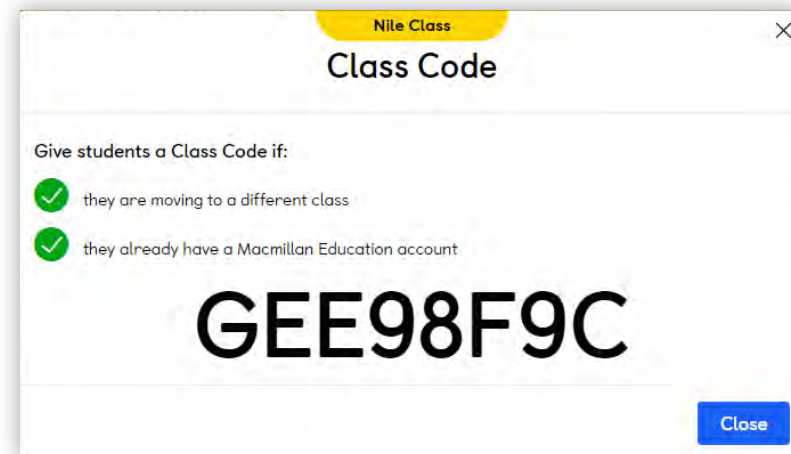 Nile Class
Class Code
Give students a Class Code if:
they are moving to a different class
they already have a Macmillan Education account
GEE98F9C
Close